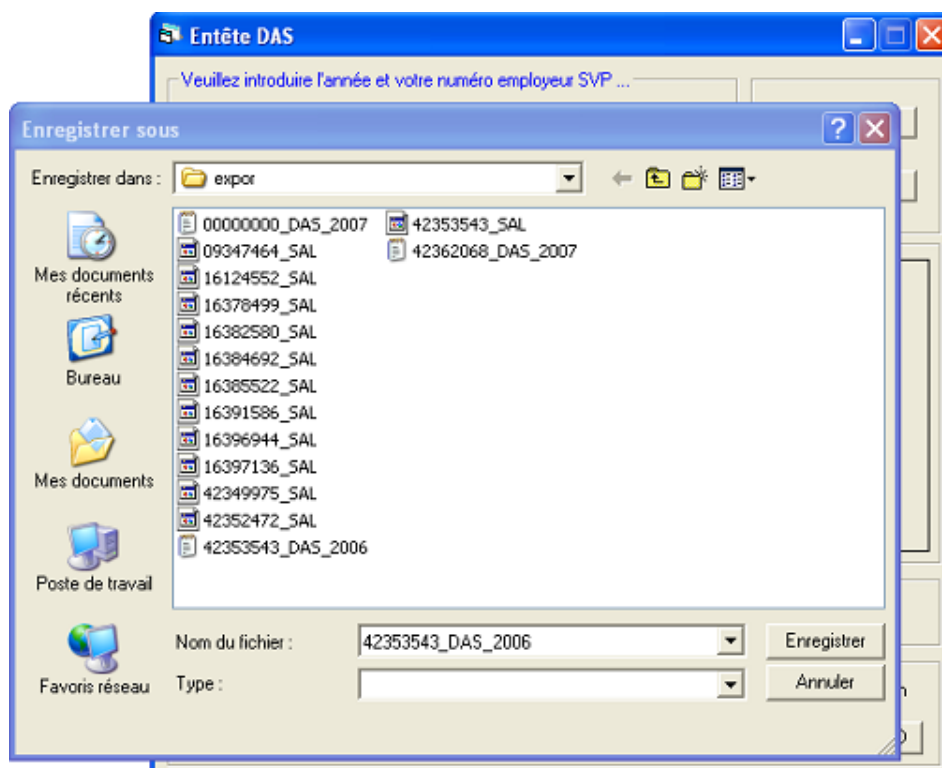 Entête DAS
Veuillez introduire l'année et votre numéro employeur SVP ...
Enregistrer sous
Enregistrer dans :
expor
Mes documents
récents
Bureau
Mes documents
Poste de travail
Favoris réseau
00000000_DAS_2007
09347464_SAL
16124552_SAL
16378499_SAL
16382580_SAL
16384692_SAL
16385522_SAL
16391586_SAL
16396944_SAL
16397136_SAL
42349975_SAL
42352472_SAL
42353543_DAS_2006
42353543_SAL
42362068_DAS_2007
Nom du fichier :
42353543_DAS_2006
Enregistrer
Type :
Annuler